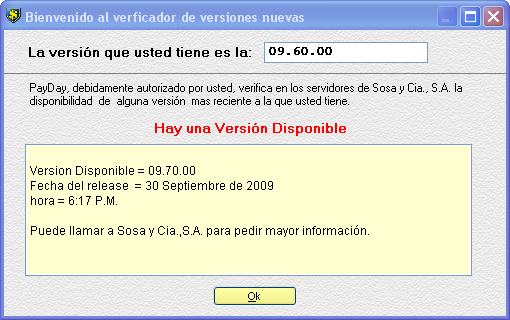 Bienvenido al verficador de versiones nuevas
La versión que usted tiene es la: 09.60.00
PayDay, debidamente autorizado por usted, verifica en los servidores de Sosa y Cia., S.A. la
disponibilidad de alguna versión mas reciente a la que usted tiene.
Hay una Versión Disponible
Version Disponible = 09.70.00
Fecha del release = 30 Septiembre de 2009
hora = 6:17 P.M.
Puede llamar a Sosa y Cia.,S.A. para pedir mayor información.
Ok